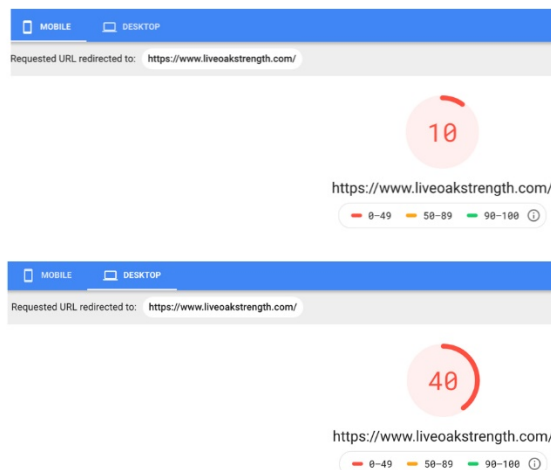 MOBILE DESKTOP
Requested URL redirected to: https://www.liveoakstrength.com/
10
https://www.liveoakstrength.com/
0-49 50-89 90-100
MOBILE DESKTOP
Requested URL redirected to: https://www.liveoakstrength.com/
40
https://www.liveoakstrength.com/
0-49 50-89 90-100